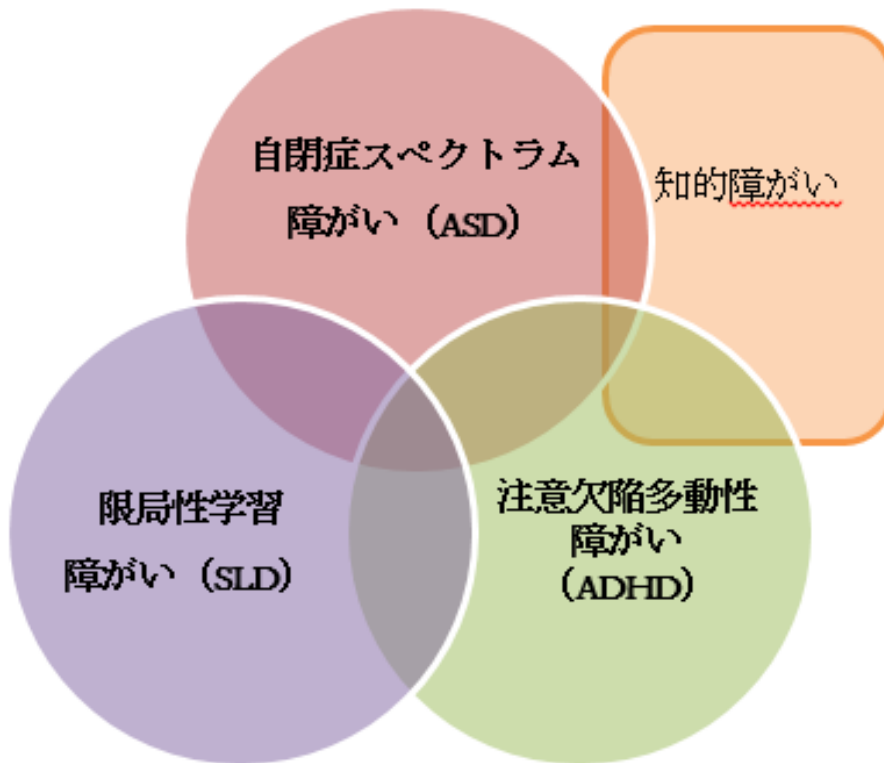 自閉症スペクトラム
障がい（ASD）
知的障がい
限局性学習
障がい（SLD）
注意欠陥多動性
障がい
（ADHD）